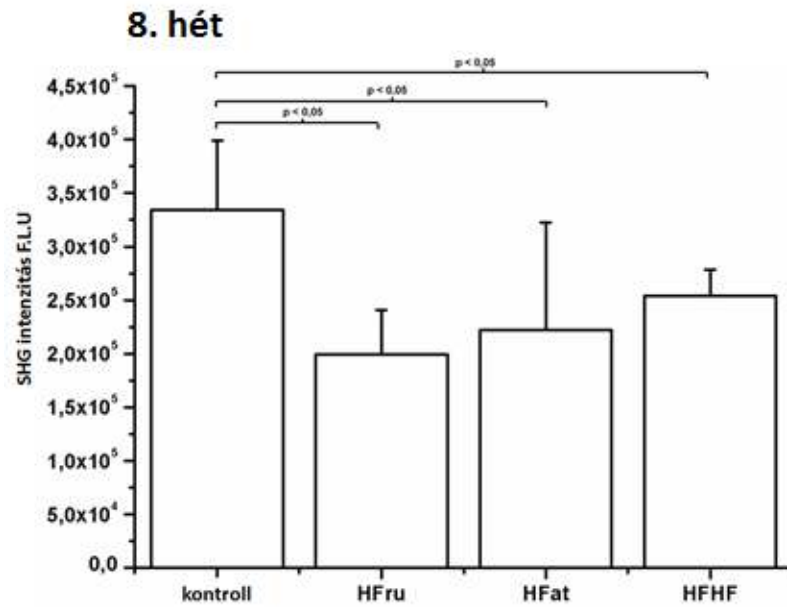 8. hét
p < 0,05
p < 0,05
p < 0,05
SHG intenzitás F.L.U
4,5x10⁵
4,0x10⁵
3,5x10⁵
3,0x10⁵
2,5x10⁵
2,0x10⁵
1,5x10⁵
1,0x10⁵
5,0x10⁴
0,0
kontroll HFru HFat HFHF